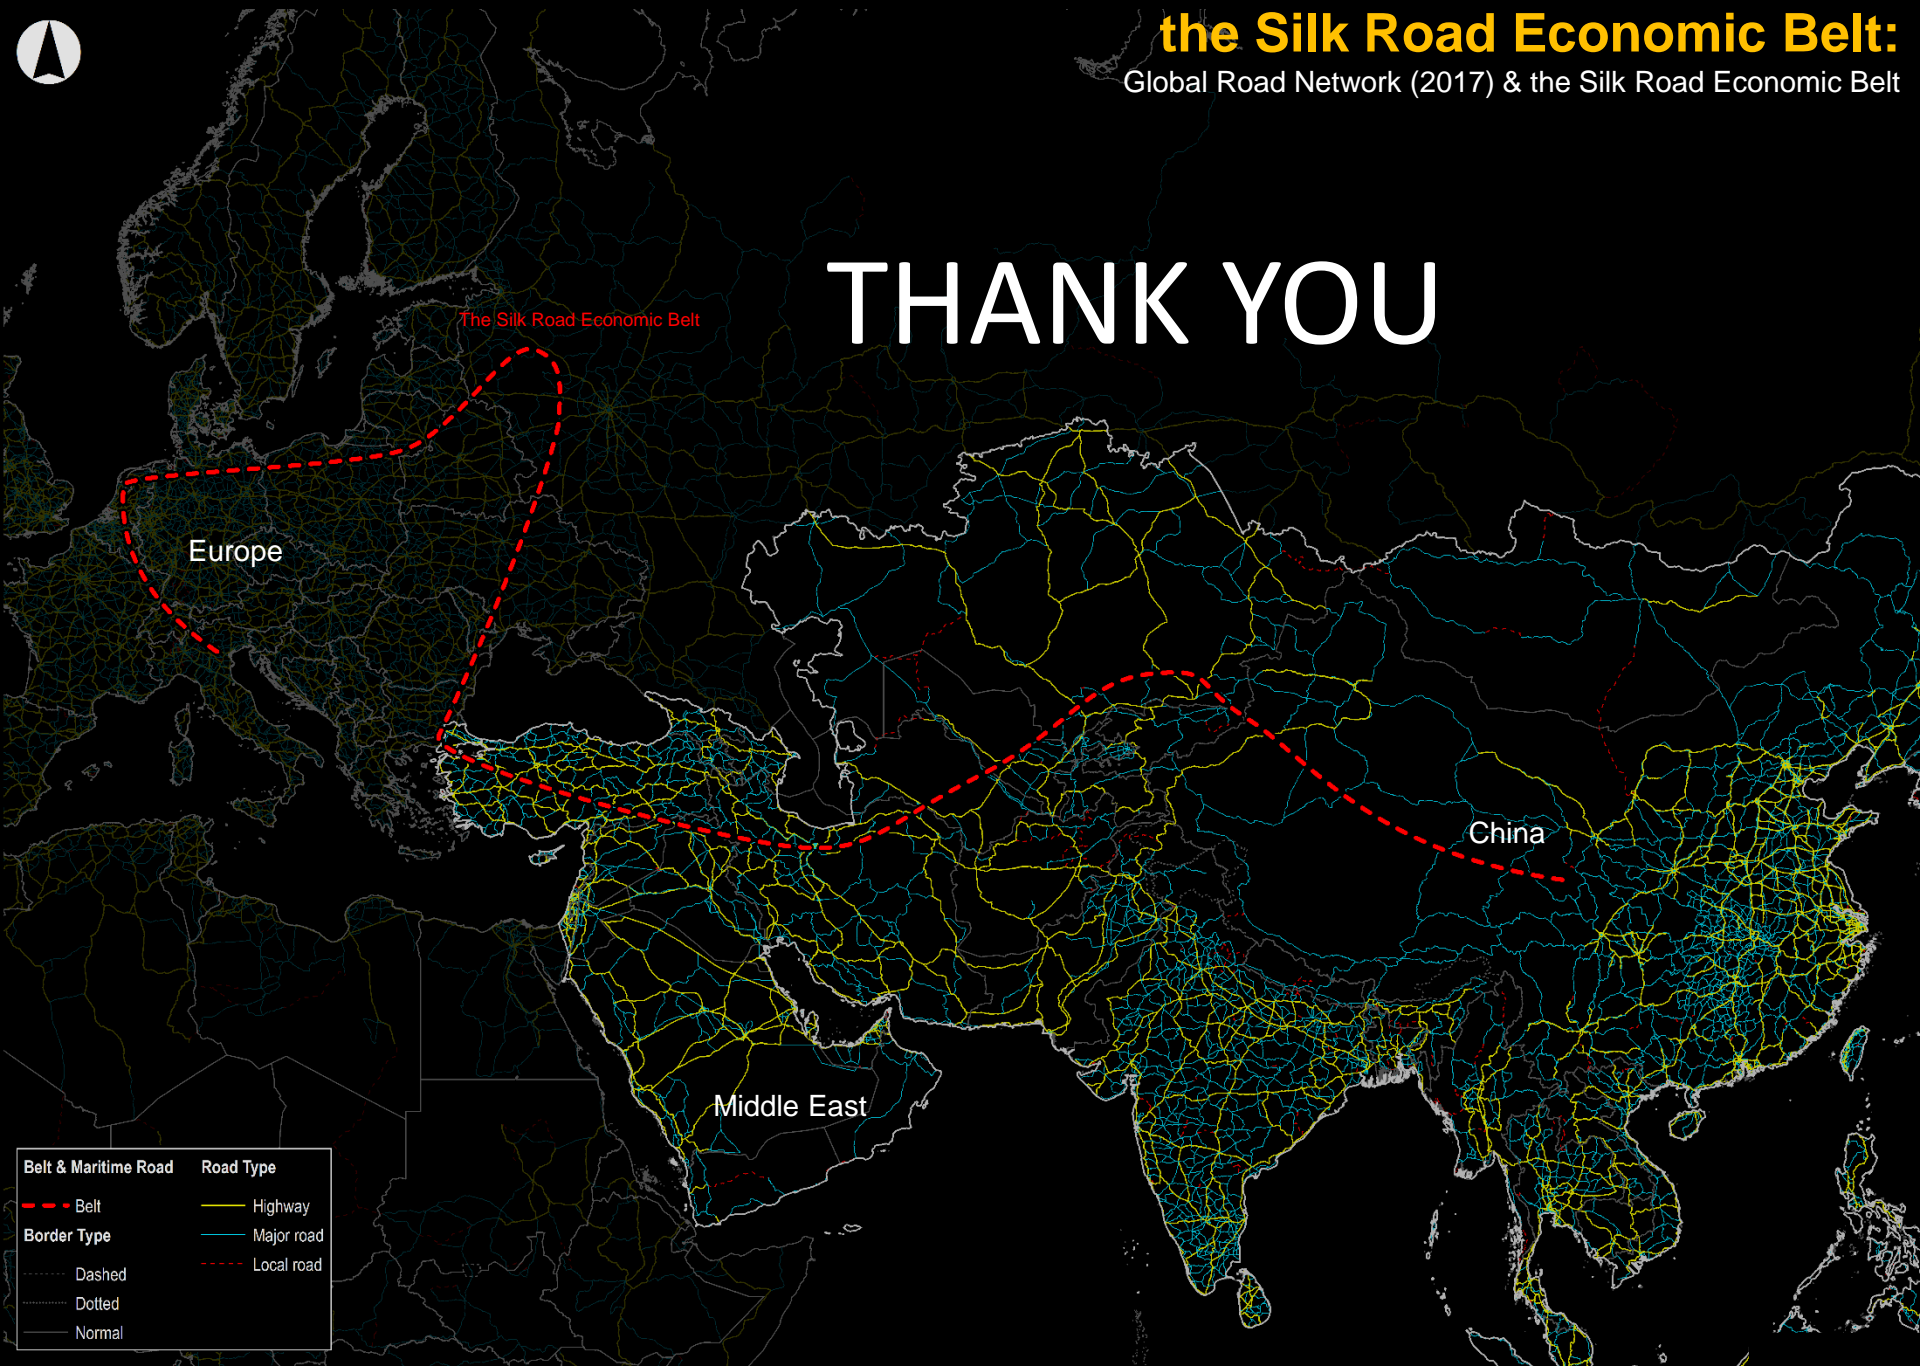 the Silk Road Economic Belt:
Global Road Network (2017) & the Silk Road Economic Belt
THANK YOU
The Silk Road Economic Belt
Europe
China
Middle East
Belt & Maritime Road
Belt
Border Type
Dashed
Dotted
Normal
Road Type
Highway
Major road
Local road